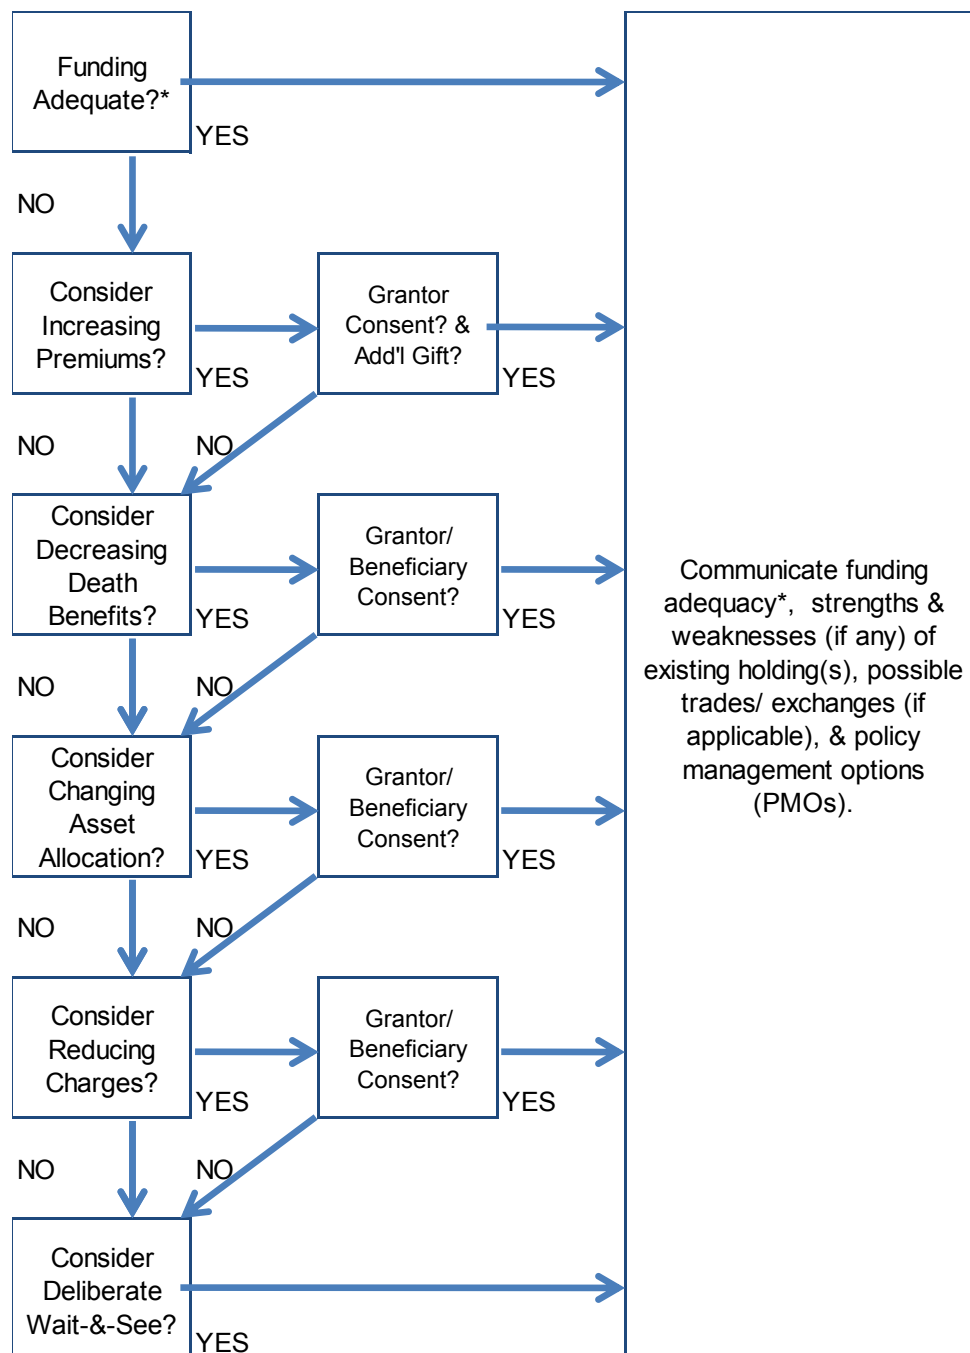 Funding
Adequate?*
YES
NO
Consider
Increasing
Premiums?
YES
Grantor
Consent? &
Add'l Gift?
YES
NO
NO
Consider
Decreasing
Death
Benefits?
YES
Grantor/
Beneficiary
Consent?
YES
NO
NO
Consider
Changing
Asset
Allocation?
YES
Grantor/
Beneficiary
Consent?
YES
NO
NO
Consider
Reducing
Charges?
YES
Grantor/
Beneficiary
Consent?
YES
NO
NO
Consider
Deliberate
Wait-&-See?
YES
Communicate funding
adequacy*, strengths &
weaknesses (if any) of
existing holding(s), possible
trades/ exchanges (if
applicable), & policy
management options
(PMOs).